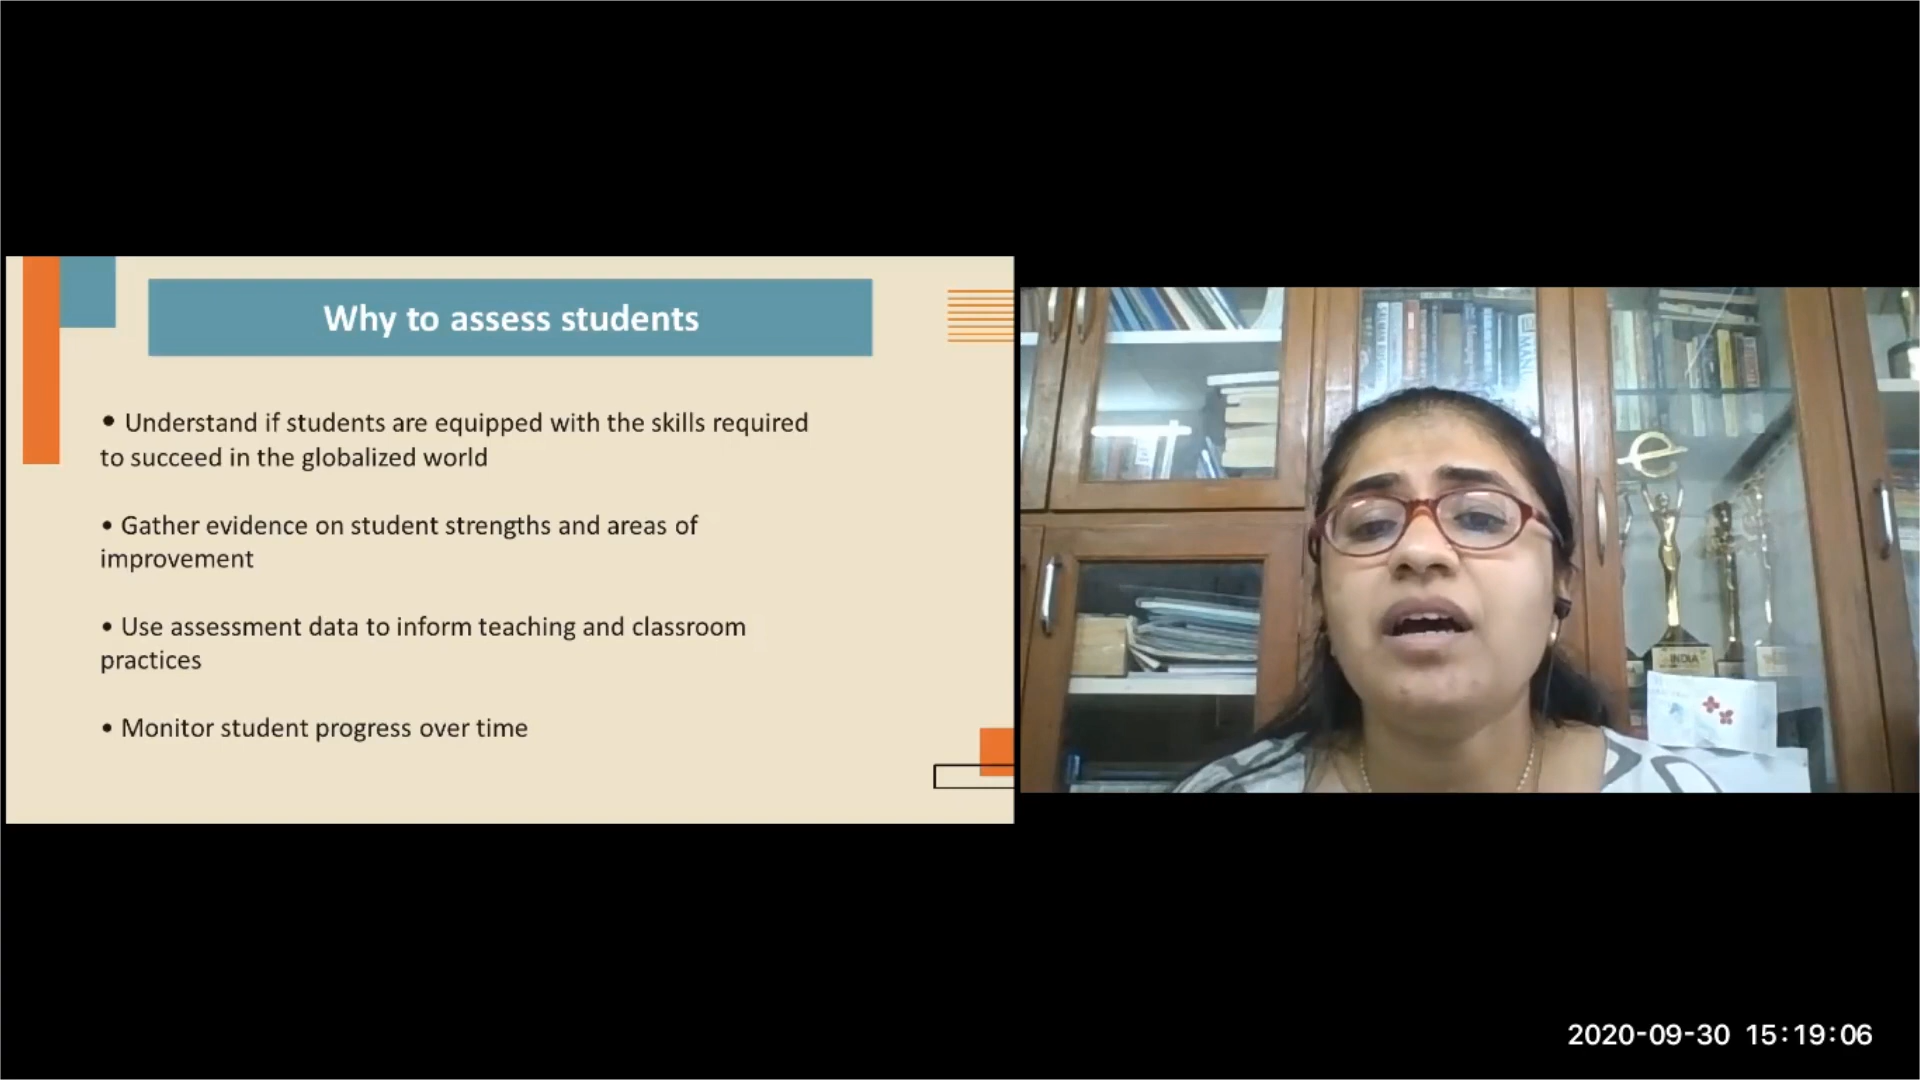 Why to assess students
• Understand if students are equipped with the skills required
to succeed in the globalized world
• Gather evidence on student strengths and areas of
improvement
• Use assessment data to inform teaching and classroom
practices
• Monitor student progress over time
INDIA
2020-09-30 15:19:06